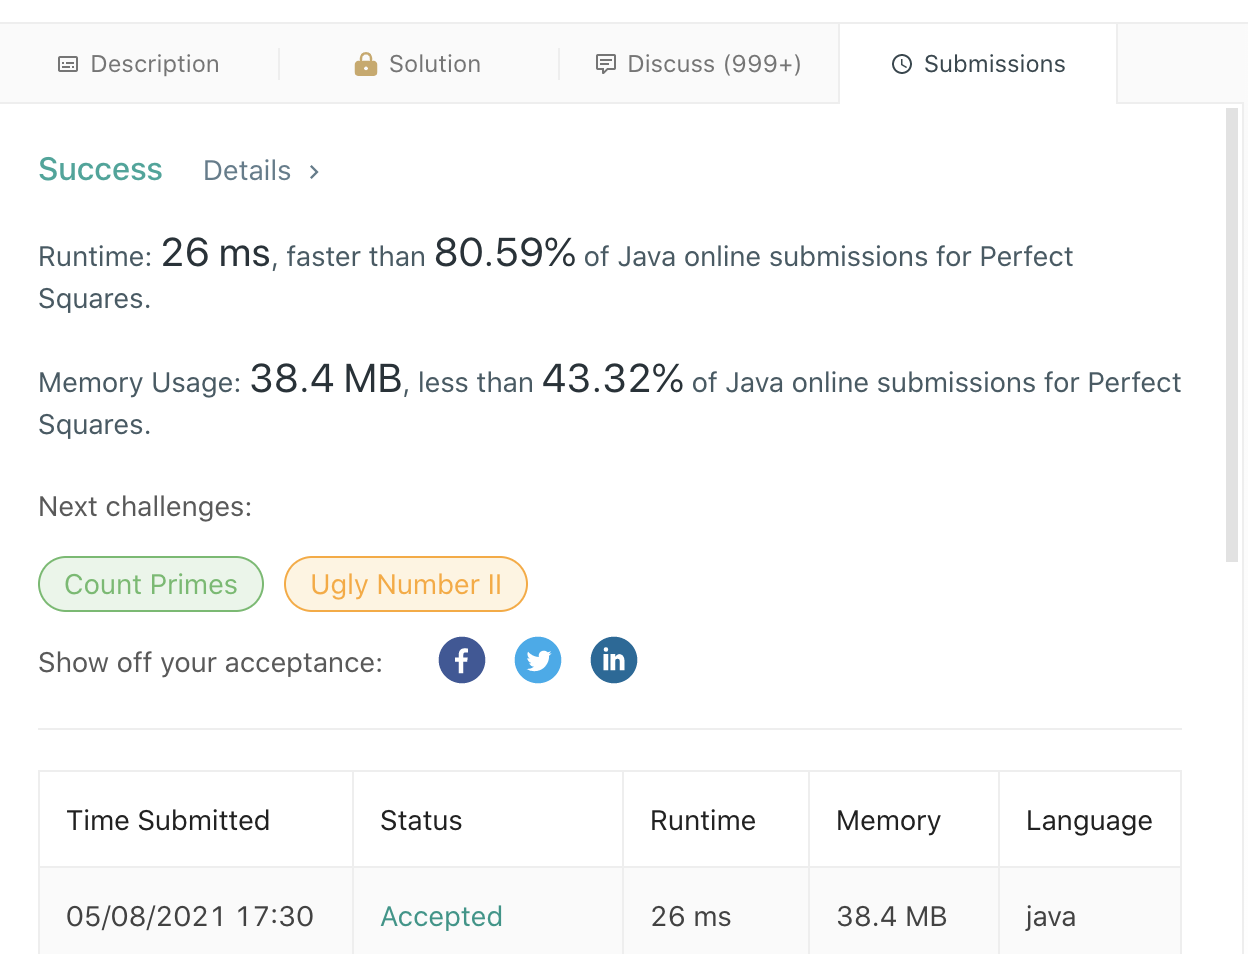 Description Solution Discuss (999+) Submissions
Success Details
Runtime: 26 ms, faster than 80.59% of Java online submissions for Perfect
Squares.
Memory Usage: 38.4 MB, less than 43.32% of Java online submissions for Perfect
Squares.
Next challenges:
Count Primes Ugly Number II
Show off your acceptance:
Time Submitted Status Runtime Memory Language
05/08/2021 17:30 Accepted 26 ms 38.4 MB java